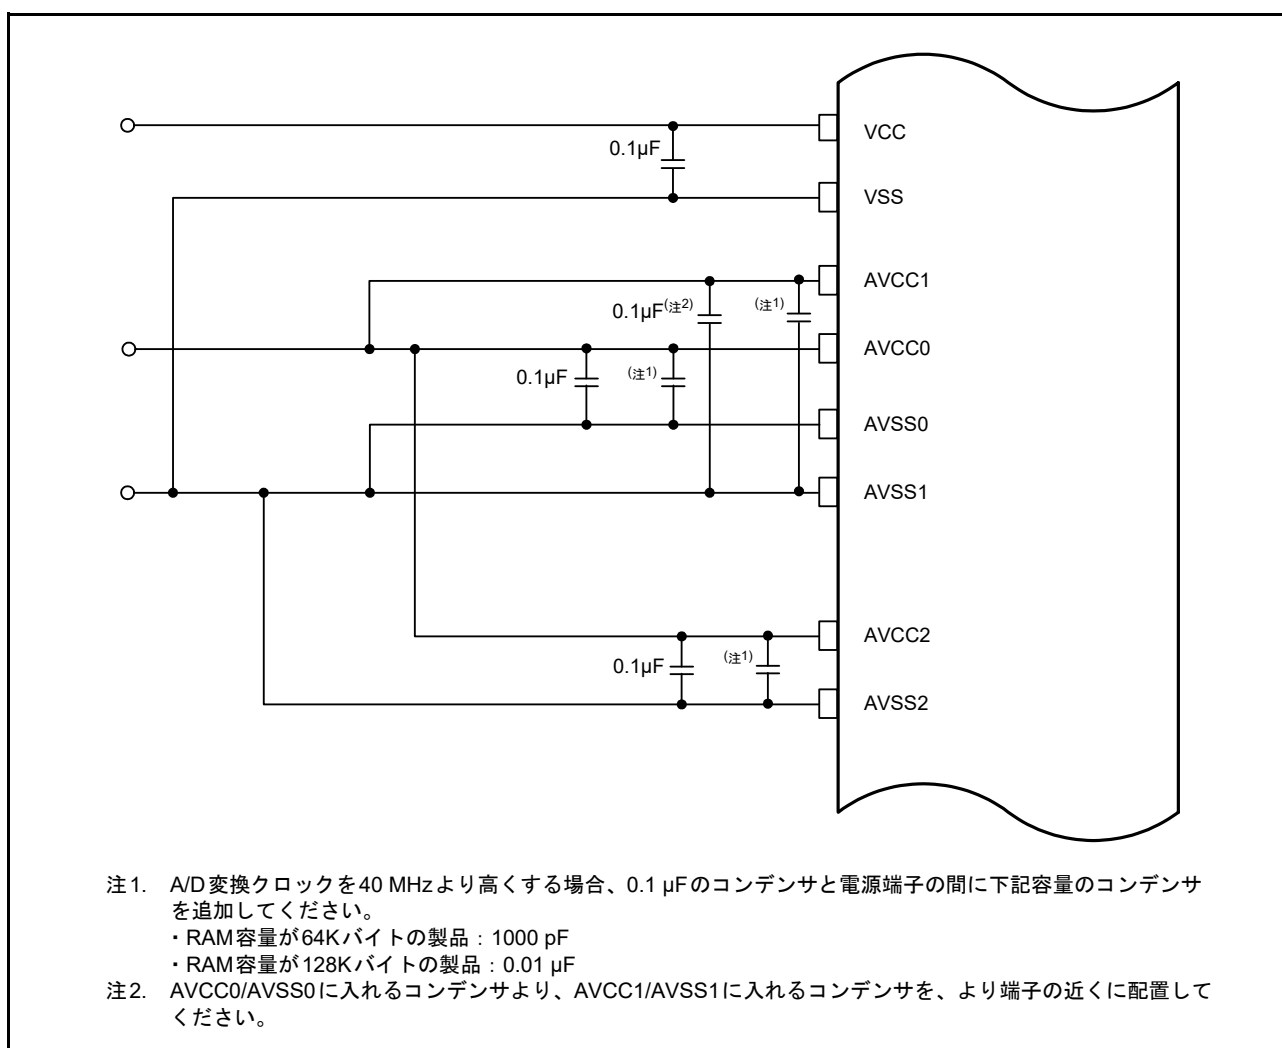 VCC
0.1μF
VSS
AVCC1
0.1μF(注2)
(注1)
AVCC0
0.1μF
(注1)
AVSS0
AVSS1
AVCC2
0.1μF
(注1)
AVSS2
注1. A/D変換クロックを40 MHzより高くする場合、0.1 μFのコンデンサと電源端子の間に下記容量のコンデンサ
を追加してください。
・RAM容量が64Kバイトの製品：1000 pF
・RAM容量が128Kバイトの製品：0.01 μF
注2. AVCC0/AVSS0に入れるコンデンサより、AVCC1/AVSS1に入れるコンデンサを、より端子の近くに配置して
ください。